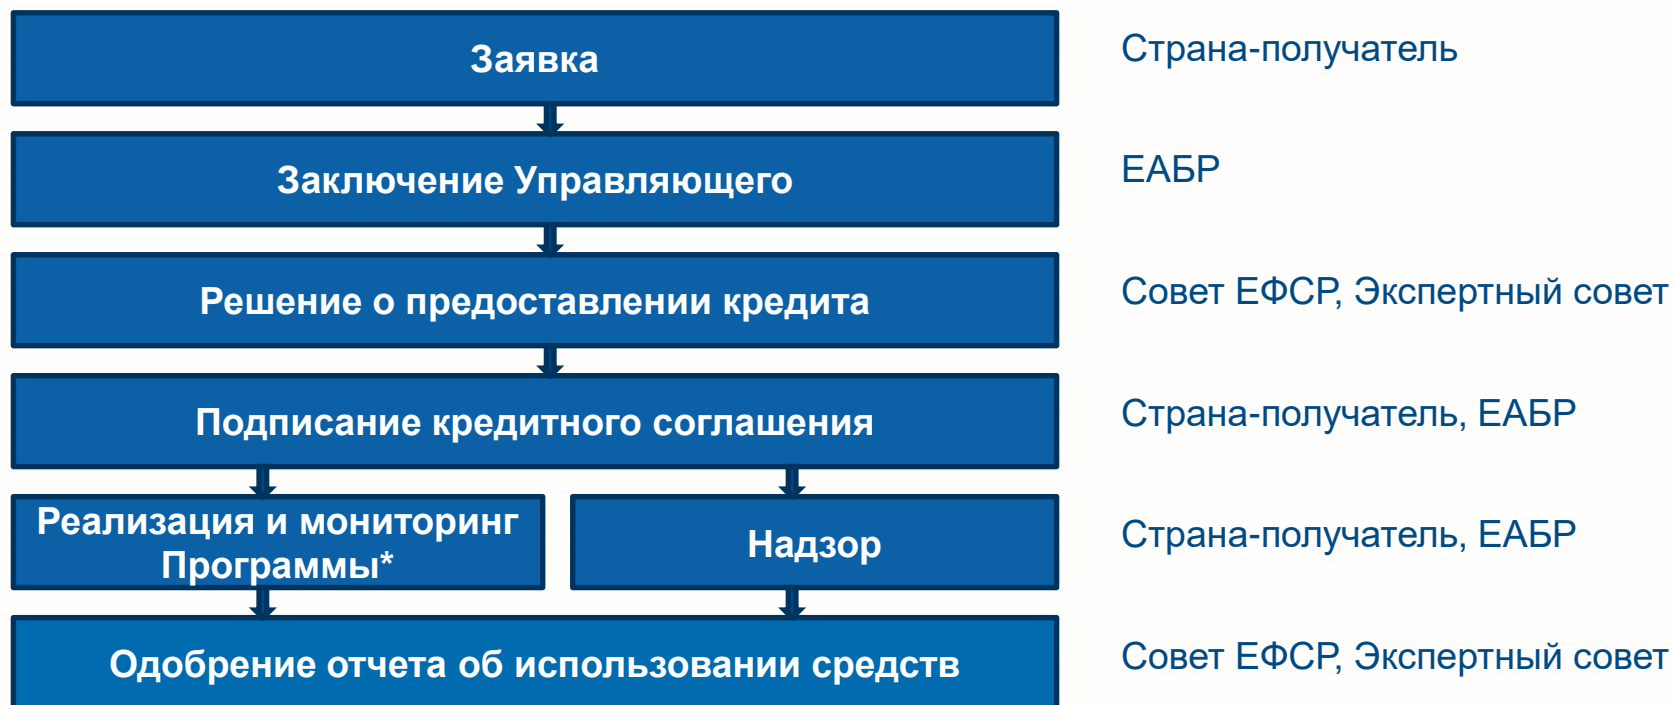 Заявка
Страна-получатель
Заключение Управляющего
ЕАБР
Решение о предоставлении кредита
Совет ЕФСР, Экспертный совет
Подписание кредитного соглашения
Страна-получатель, ЕАБР
Реализация и мониторинг
Программы*
Надзор
Страна-получатель, ЕАБР
Одобрение отчета об использовании средств
Совет ЕФСР, Экспертный совет